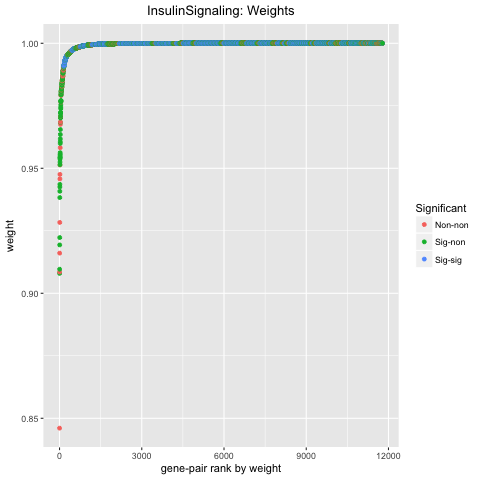 InsulinSignaling: Weights
1.00
0.95
0.90
0.85
weight
0
3000
6000
9000
12000
gene-pair rank by weight
Significant
Non-non
Sig-non
Sig-sig